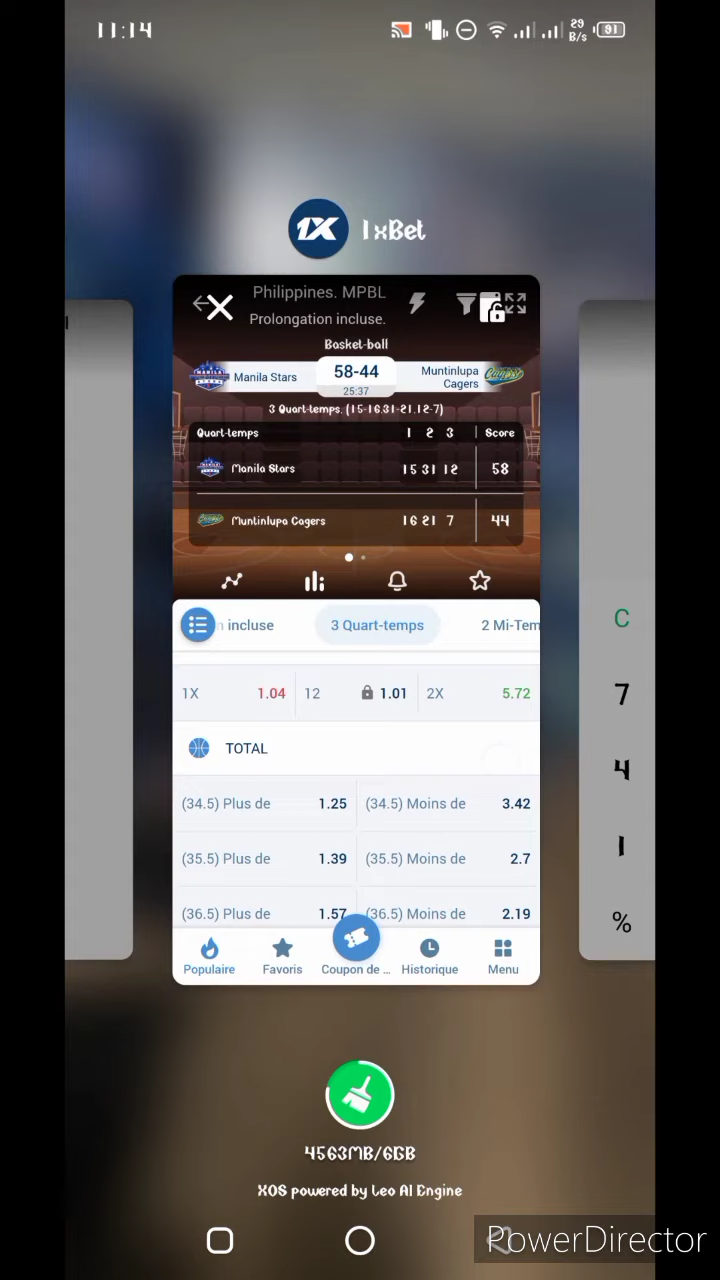 11:14
29
B/s
91
1X
1xBet
Philippines. MPBL
Prolongation incluse.
Basket-ball
Manila Stars
58-44
25:37
Muntinlupa
Cagers
3 Quart-temps. (15-16,31-21,12-7)
Quart-temps 1 2 3 Score
Manila Stars 15 31 12 58
Muntinlupa Cagers 16 21 7 44
incluse
3 Quart-temps
2 Mi-Tem
1X 1.04 12 1.01 2X 5.72
TOTAL
(34.5) Plus de 1.25 (34.5) Moins de 3.42
(35.5) Plus de 1.39 (35.5) Moins de 2.7
(36.5) Plus de 1.57 (36.5) Moins de 2.19
Populaire Favoris Coupon de ... Historique Menu
C
7
4
1
%
4563MB/6GB
XOS powered by Leo AI Engine
PowerDirector